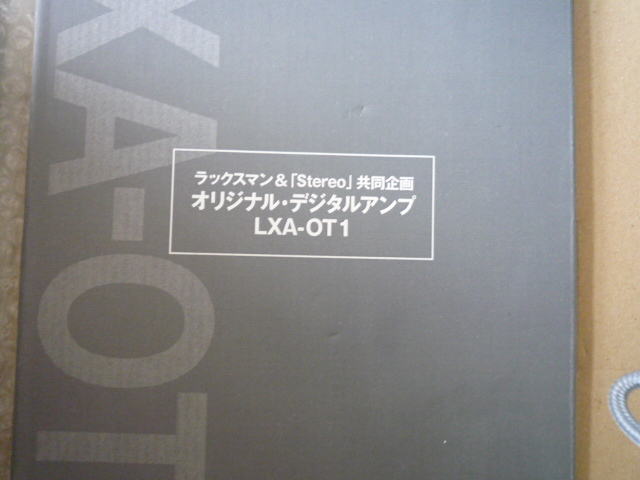 ラックスマン&「Stereo」共同企画
オリジナル・デジタルアンプ
LXA-OT1
XA-OT